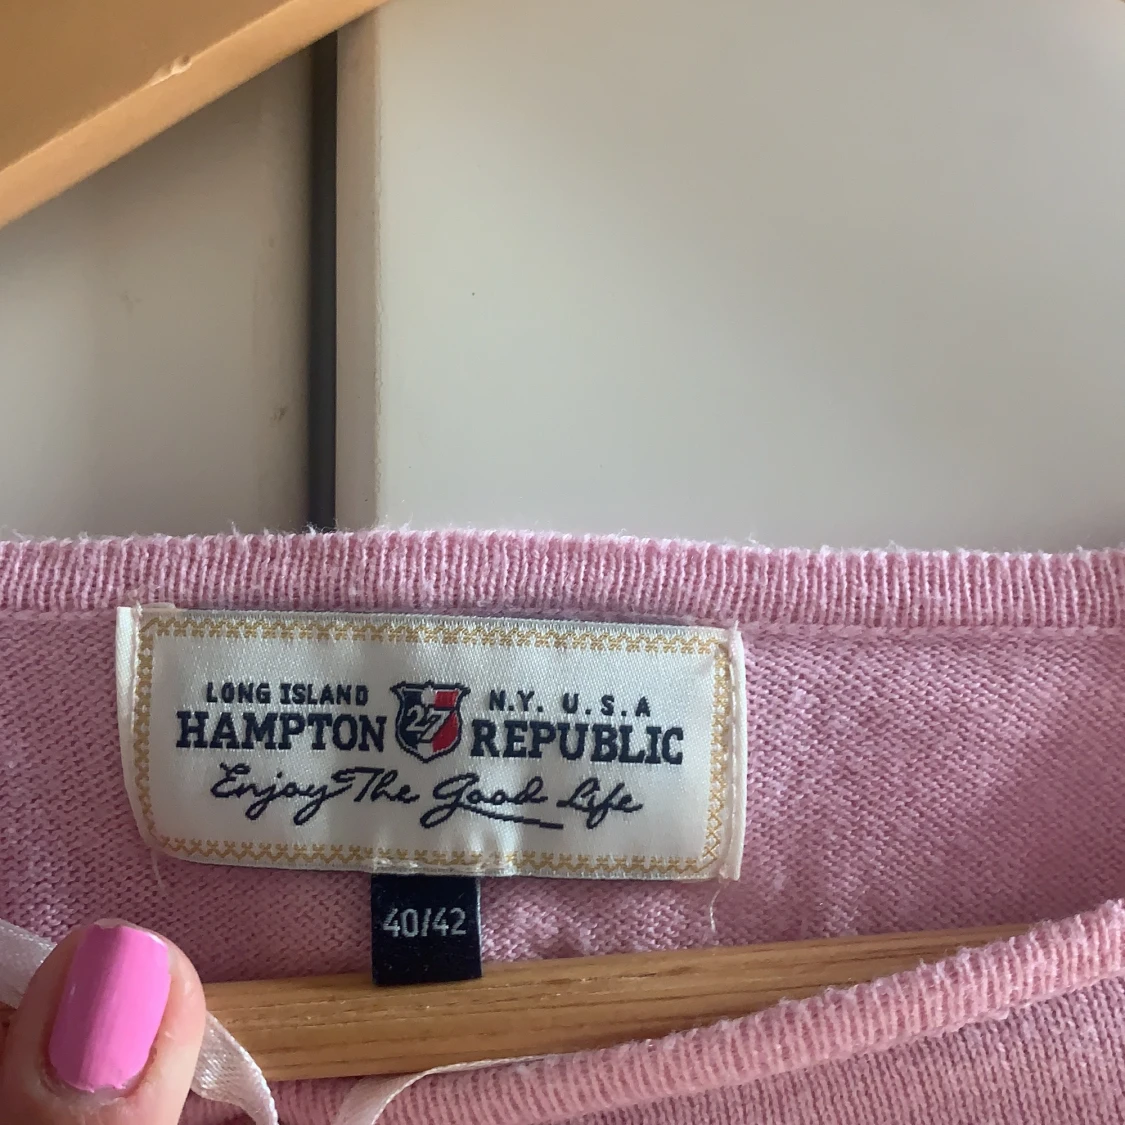 LONG ISLAND 27 N.Y. U.S.A
HAMPTON REPUBLIC
Enjoy The Good Life
40/42